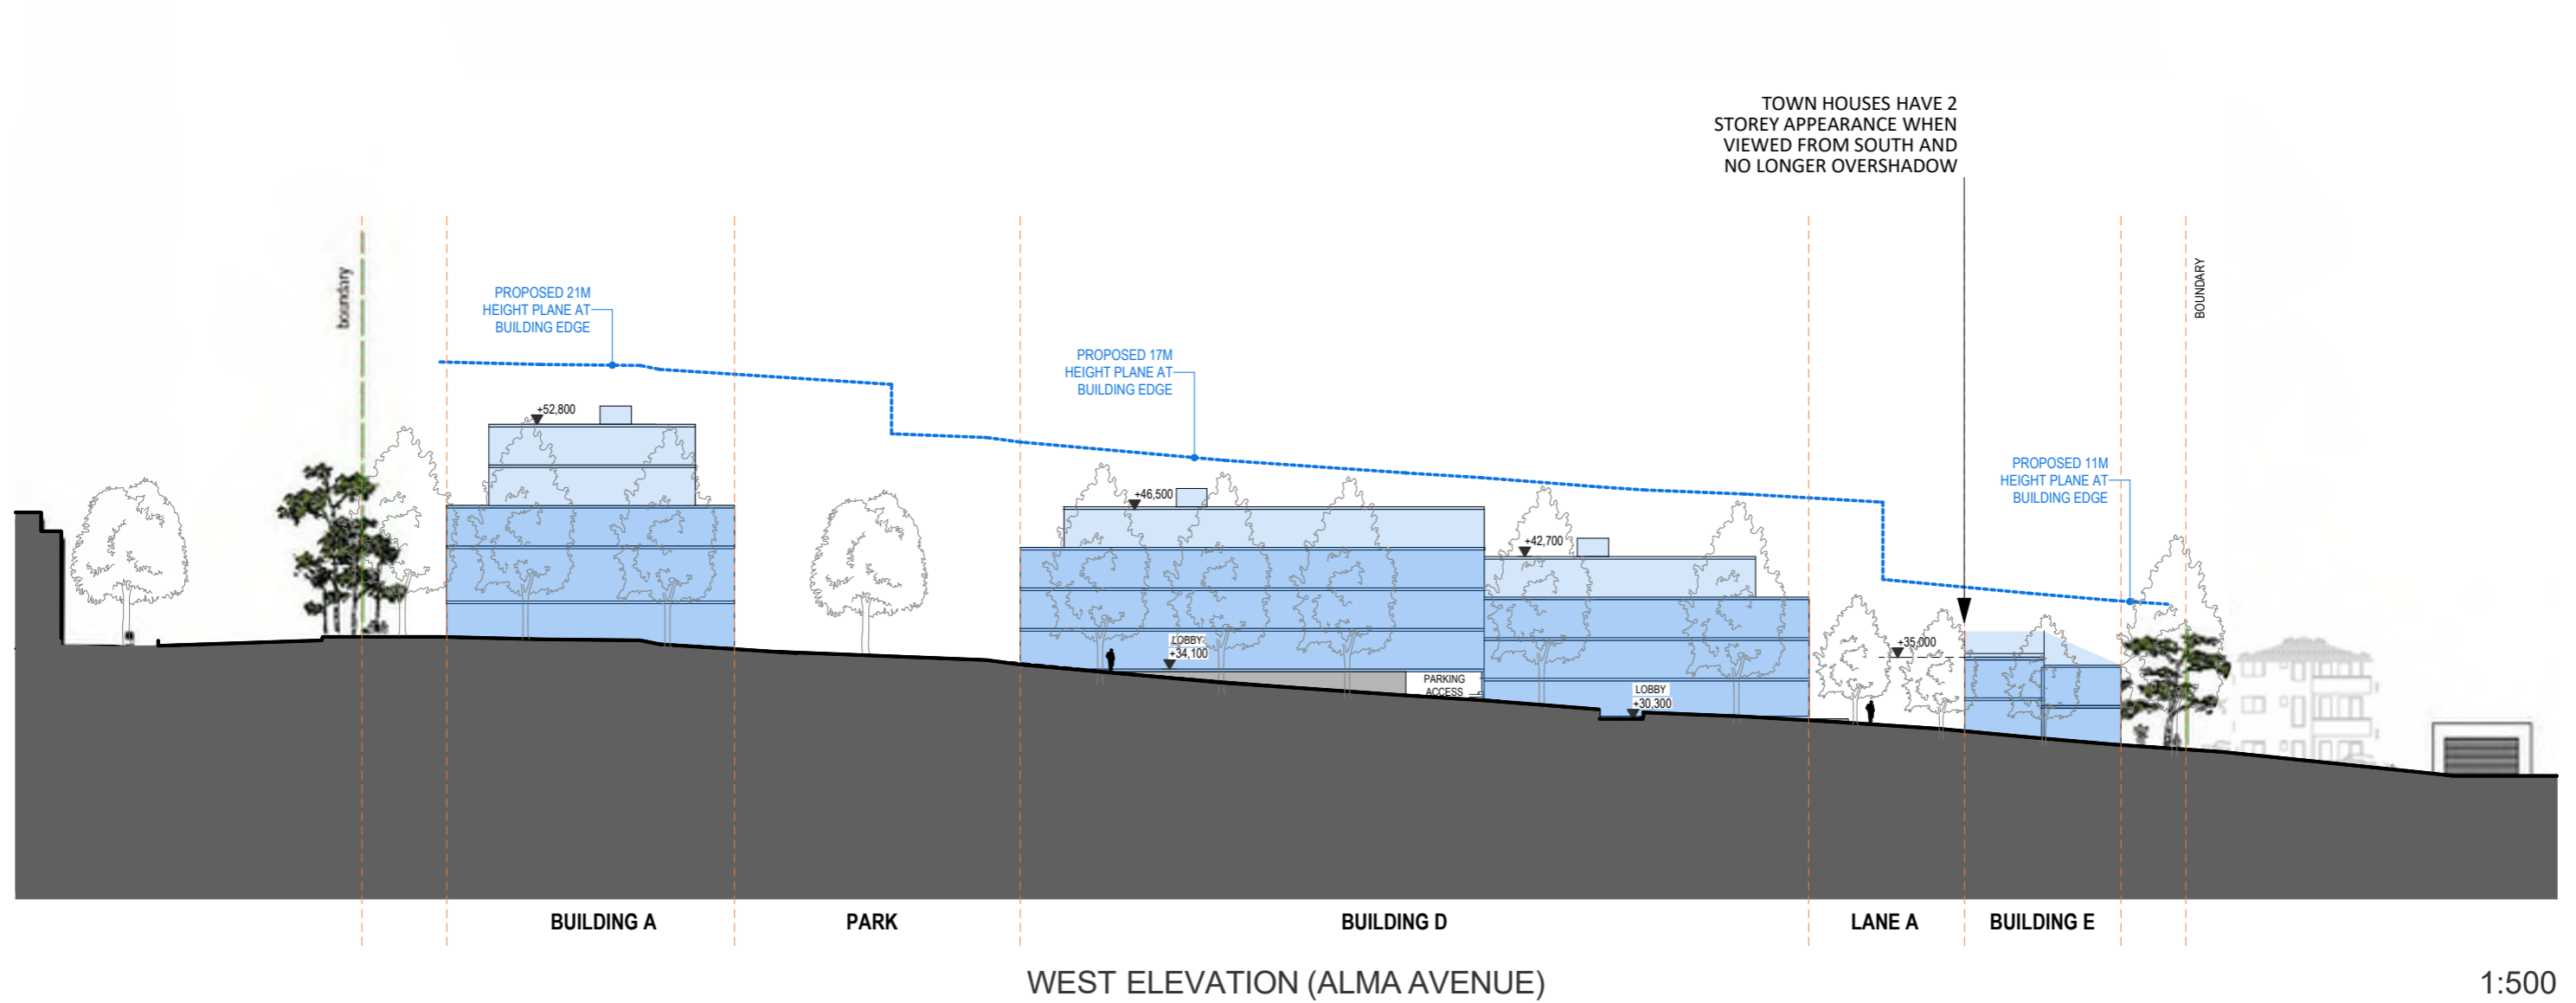 TOWN HOUSES HAVE 2
STOREY APPEARANCE WHEN
VIEWED FROM SOUTH AND
NO LONGER OVERSHADOW
boundary
BOUNDARY
PROPOSED 21M
HEIGHT PLANE AT
BUILDING EDGE
PROPOSED 17M
HEIGHT PLANE AT
BUILDING EDGE
PROPOSED 11M
HEIGHT PLANE AT
BUILDING EDGE
+52,800
+46,500
+42,700
+35,000
LOBBY
+34,100
PARKING
ACCESS
LOBBY
+30,300
BUILDING A
PARK
BUILDING D
LANE A
BUILDING E
WEST ELEVATION (ALMA AVENUE)
1:500